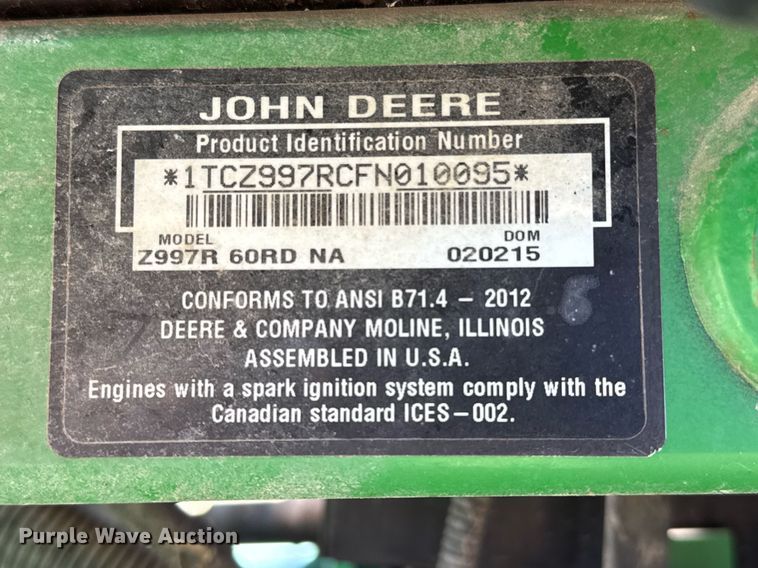 JOHN DEERE
Product Identification Number
*1TCZ997RCFN010095*
MODEL DOM
Z997R 60RD NA 020215
CONFORMS TO ANSI B71.4 – 2012
DEERE & COMPANY MOLINE, ILLINOIS
ASSEMBLED IN U.S.A.
Engines with a spark ignition system comply with the
Canadian standard ICES–002.
Purple Wave Auction